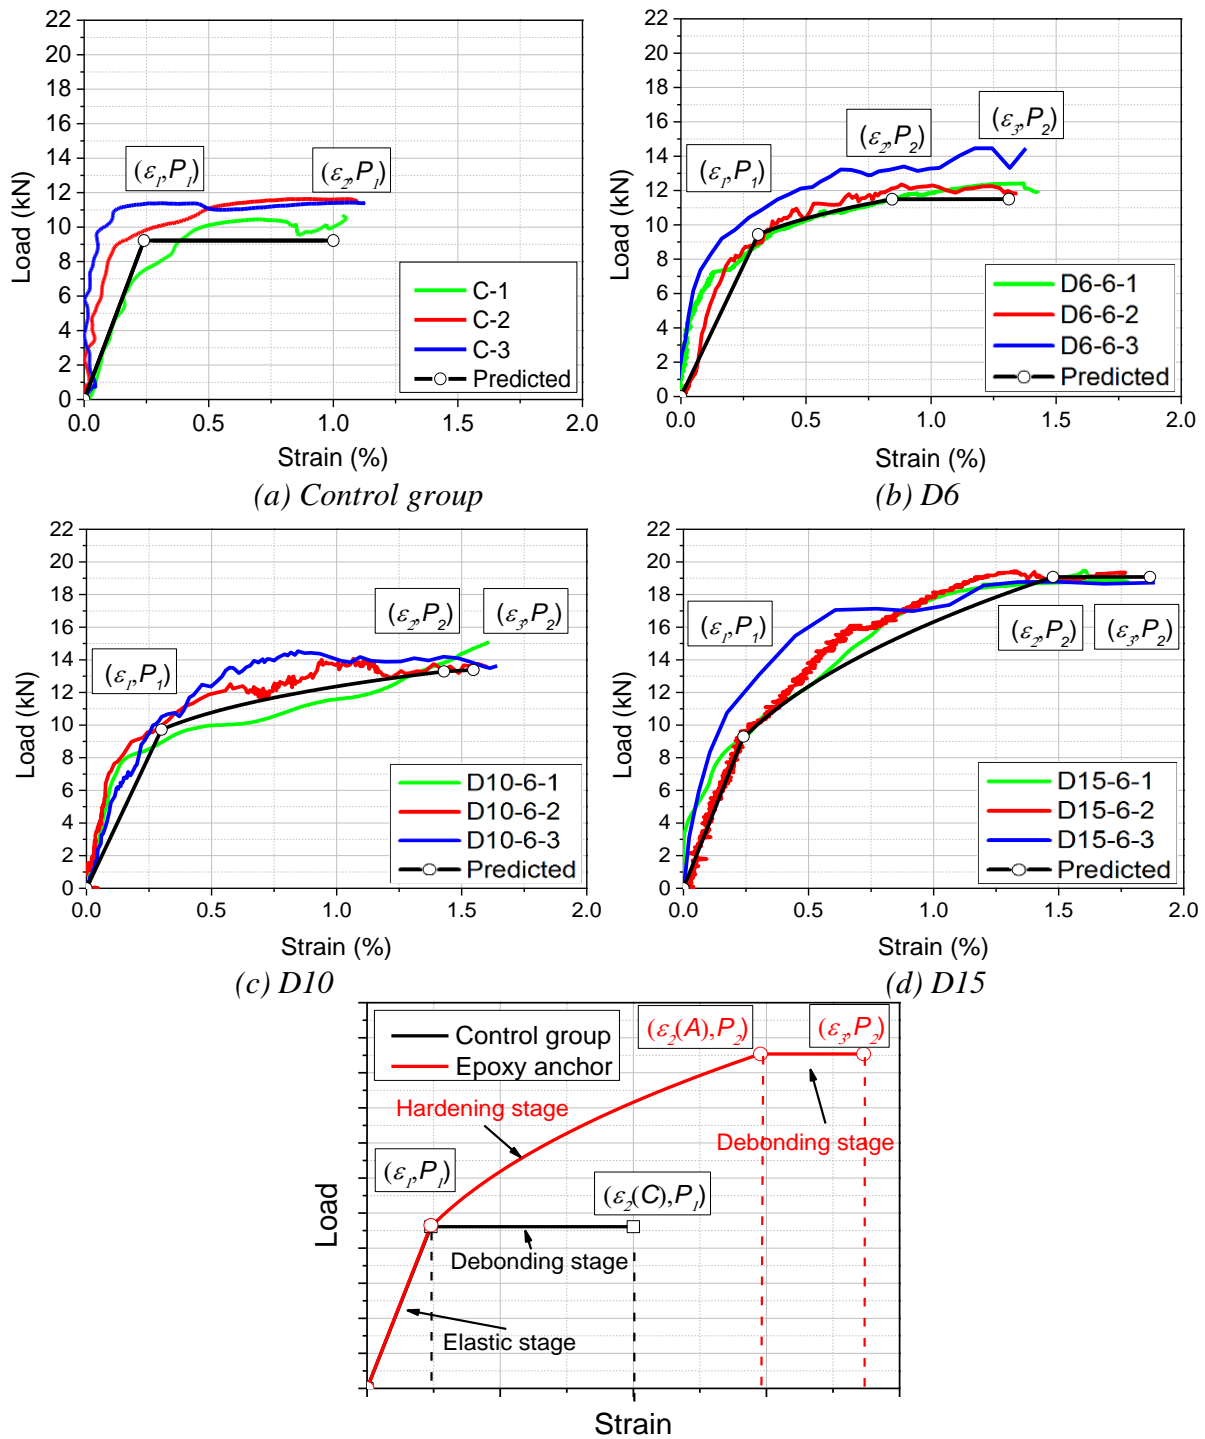 22
20
18
16
14
12
10
8
6
4
2
0
Load (kN)
(ε1,P1)
(ε2,P1)
C-1
C-2
C-3
Predicted
0.0 0.5 1.0 1.5 2.0
Strain (%)
(a) Control group
22
20
18
16
14
12
10
8
6
4
2
0
Load (kN)
(ε1,P1)
(ε2,P2)
(ε3,P2)
D6-6-1
D6-6-2
D6-6-3
Predicted
0.0 0.5 1.0 1.5 2.0
Strain (%)
(b) D6
22
20
18
16
14
12
10
8
6
4
2
0
Load (kN)
(ε1,P1)
(ε2,P2)
(ε3,P2)
D10-6-1
D10-6-2
D10-6-3
Predicted
0.0 0.5 1.0 1.5 2.0
Strain (%)
(c) D10
22
20
18
16
14
12
10
8
6
4
2
0
Load (kN)
(ε1,P1)
(ε2,P2)
(ε3,P2)
D15-6-1
D15-6-2
D15-6-3
Predicted
0.0 0.5 1.0 1.5 2.0
Strain (%)
(d) D15
Control group
Epoxy anchor
(ε2(A),P2)
(ε3,P2)
Hardening stage
Debonding stage
(ε1,P1)
(ε2(C),P1)
Debonding stage
Elastic stage
Load
Strain